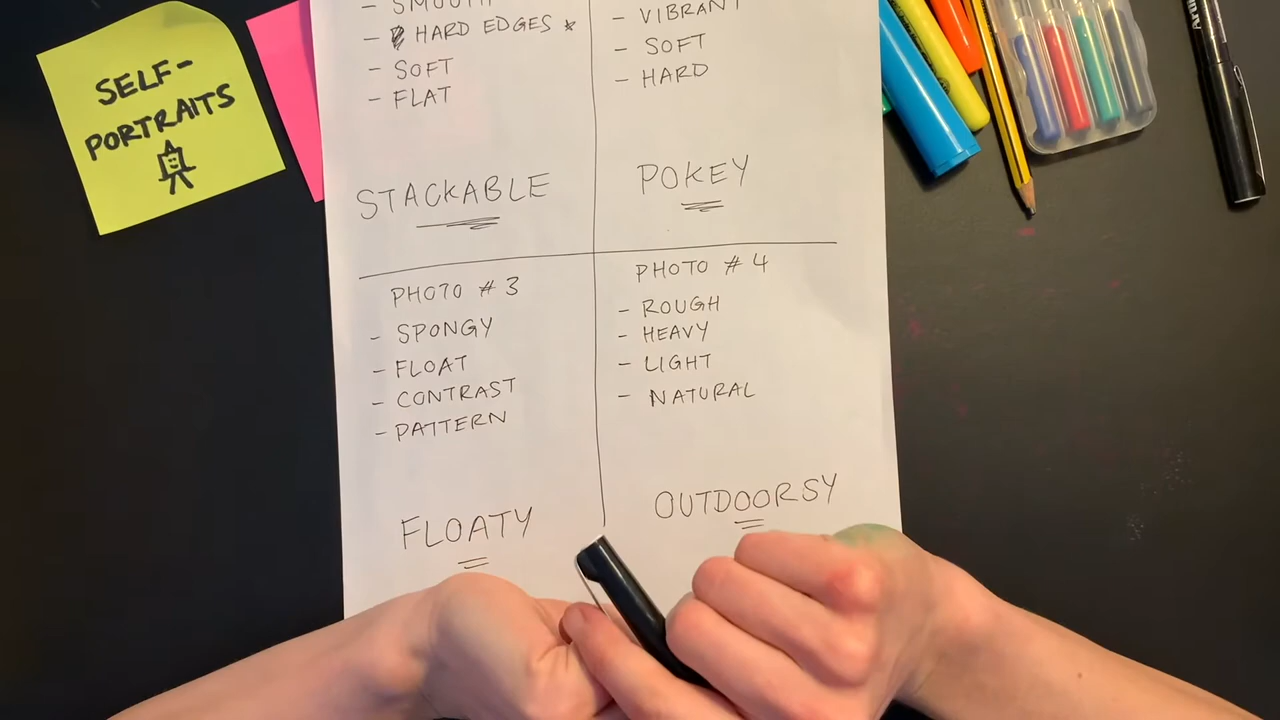 SELF-
PORTRAITS
- SMOOTH
- HARD EDGES *
- SOFT
- FLAT
STACKABLE
- VIBRANT
- SOFT
- HARD
POKEY
PHOTO # 3
- SPONGY
- FLOAT
- CONTRAST
- PATTERN
FLOATY
PHOTO # 4
- ROUGH
- HEAVY
- LIGHT
- NATURAL
OUTDOORSY